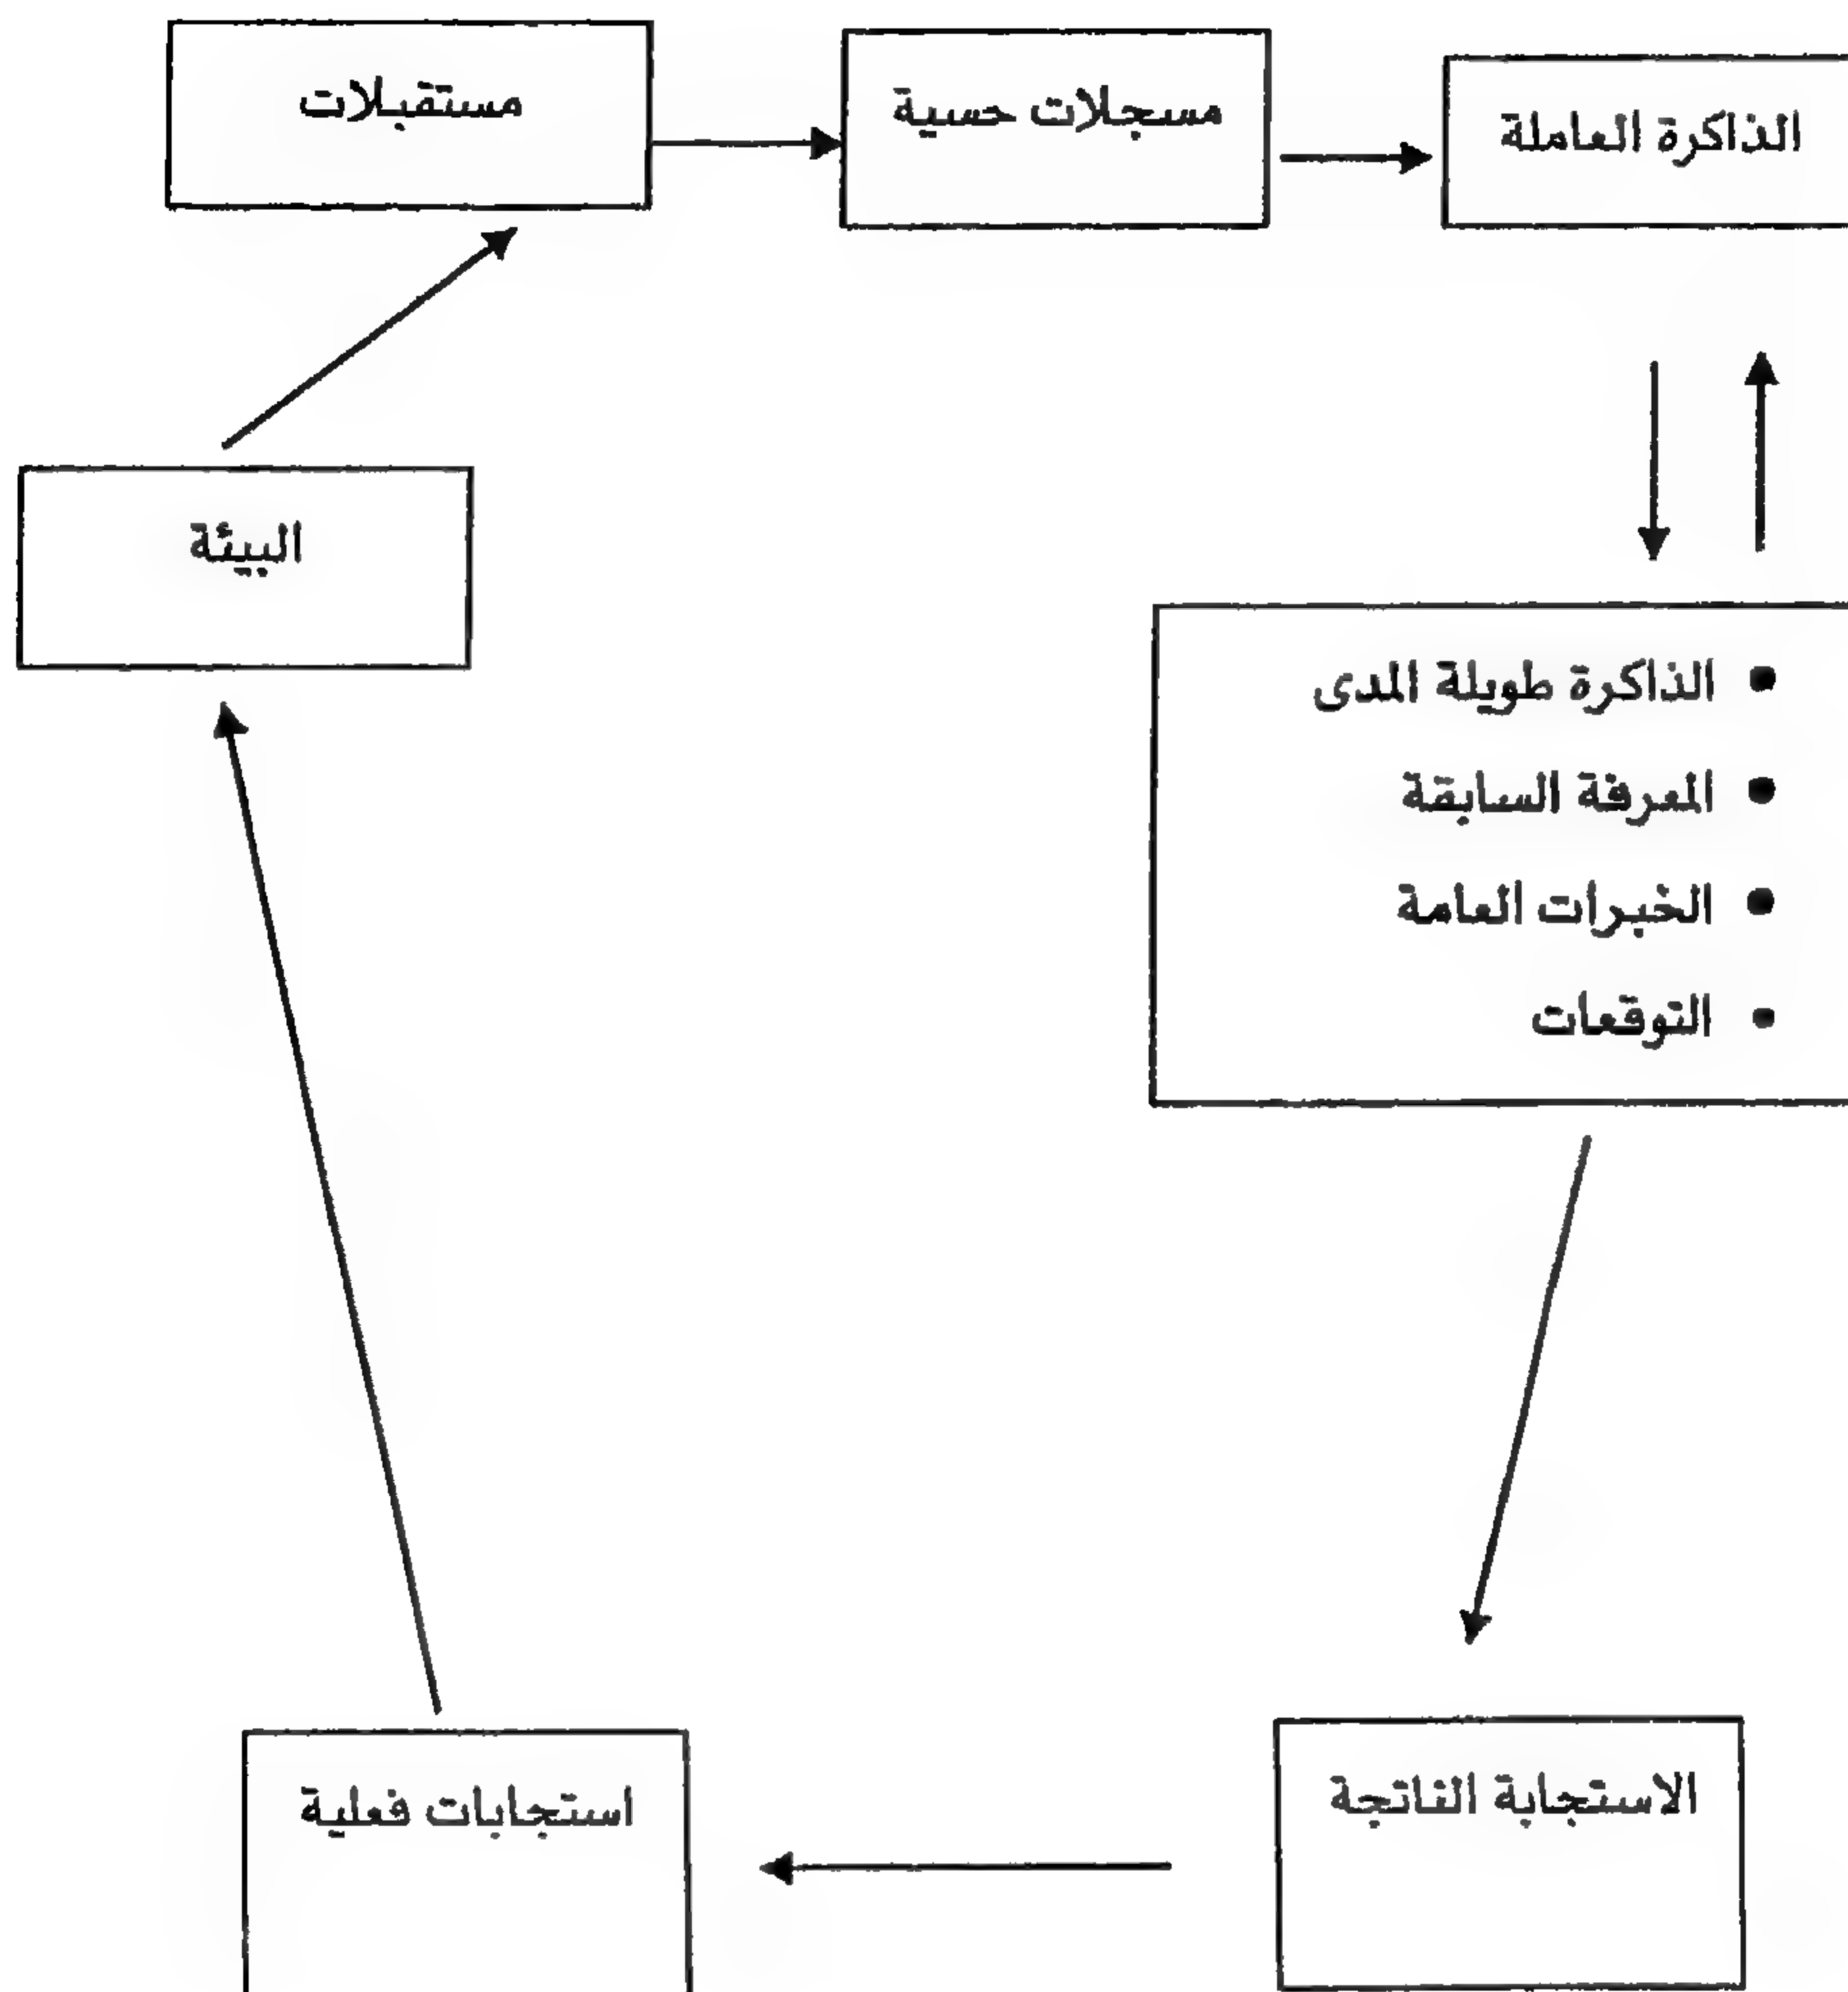 مستقبلات
مسجلات حسية
الذاكرة العاملة
البيئة
• الذاكرة طويلة المدى
• المعرفة السابقة
• الخبرات العامة
• التوقعات
استجابات فعلية
الاستجابة الناتجة